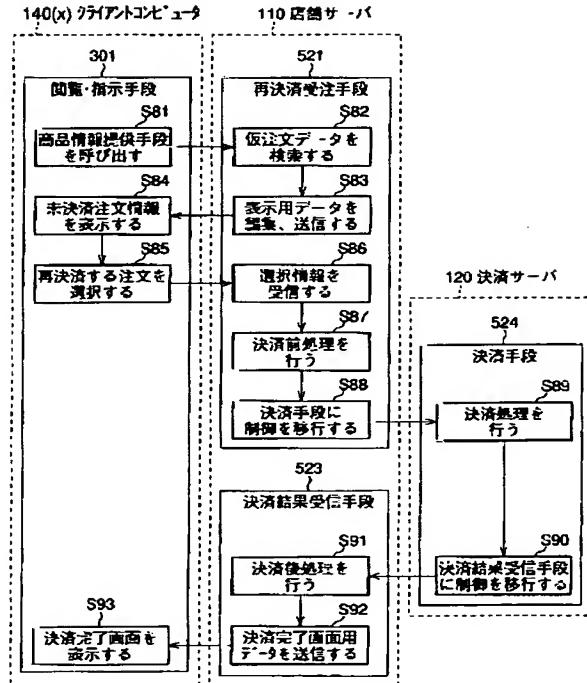 140(x) クライアントコンピュータ
110 店舗サーバ
301
521
閲覧・指示手段
再決済受注手段
S81
商品情報提供手段
を呼び出す
S82
仮注文データを
検索する
S84
未決済注文情報
を表示する
S83
表示用データを
編集、送信する
S85
再決済する注文を
選択する
S86
選択情報を
受信する
120 決済サーバ
S87
決済前処理を
行う
524
決済手段
S88
決済手段に
制御を移行する
S89
決済処理を
行う
523
決済結果受信手段
S91
決済後処理を
行う
S90
決済結果受信手段
に制御を移行する
S93
決済完了画面を
表示する
S92
決済完了画面用
データを送信する